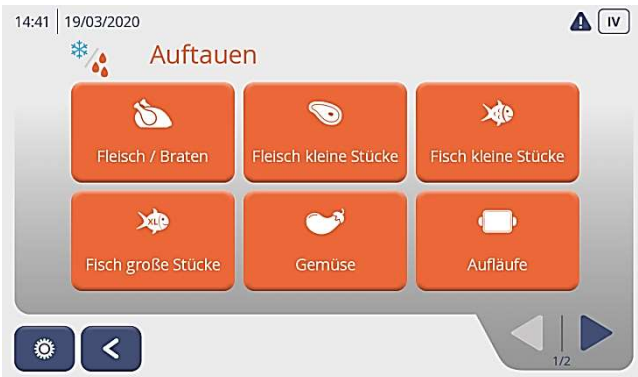 14:41 19/03/2020
IV
Auftauen
Fleisch / Braten
Fleisch kleine Stücke
Fisch kleine Stücke
XL
Fisch große Stücke
Gemüse
Aufläufe
1/2